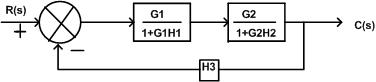 R(s)
+
−
G1
1+G1H1
G2
1+G2H2
C(s)
H3